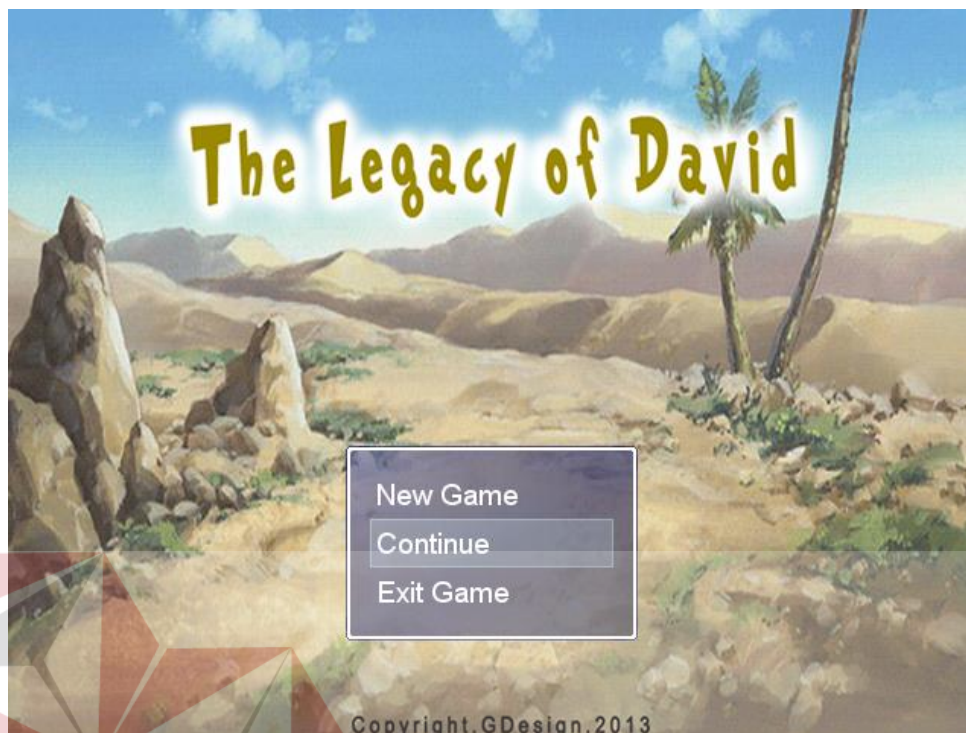 The Legacy of David
New Game
Continue
Exit Game
Copyright.GDesign.2013